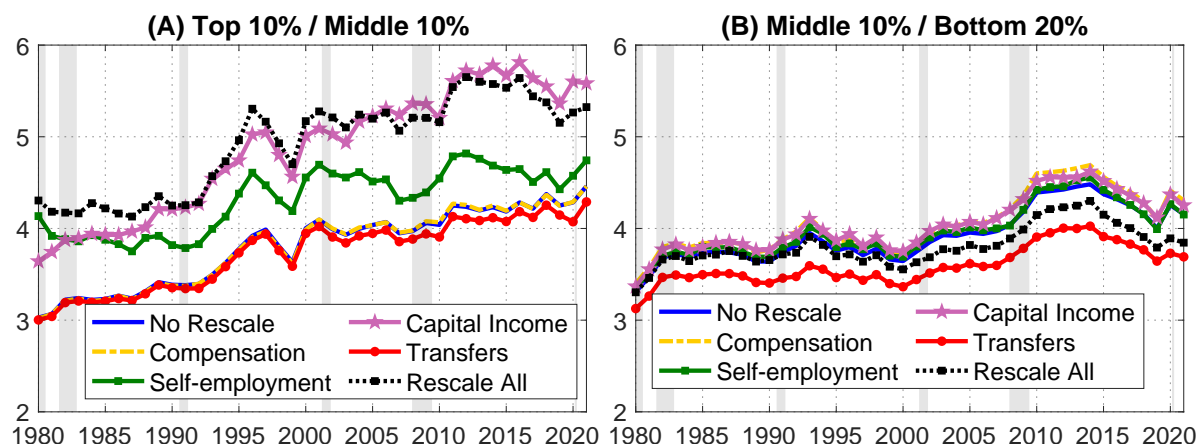 (A) Top 10% / Middle 10%
6
5
4
3
2
1980 1985 1990 1995 2000 2005 2010 2015 2020
No Rescale
Compensation
Self-employment
Capital Income
Transfers
Rescale All
(B) Middle 10% / Bottom 20%
6
5
4
3
2
1980 1985 1990 1995 2000 2005 2010 2015 2020
No Rescale
Compensation
Self-employment
Capital Income
Transfers
Rescale All